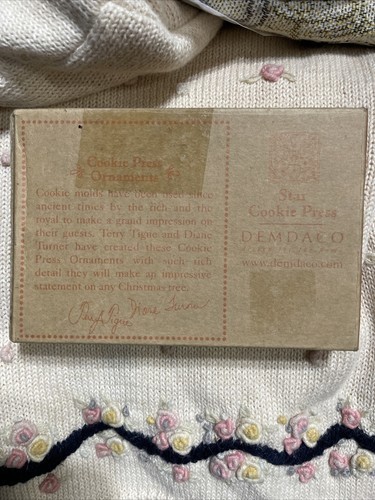 Cookie Press
Ornaments
Cookie molds have been used since
ancient times by the rich and the
royal to make a grand impression on
their guests. Terry Tigue and Diane
Turner have created these Cookie
Press Ornaments with such rich
detail they will make an impressive
statement on any Christmas tree.
Star
Cookie Press
DEMDACO
www.demdaco.com